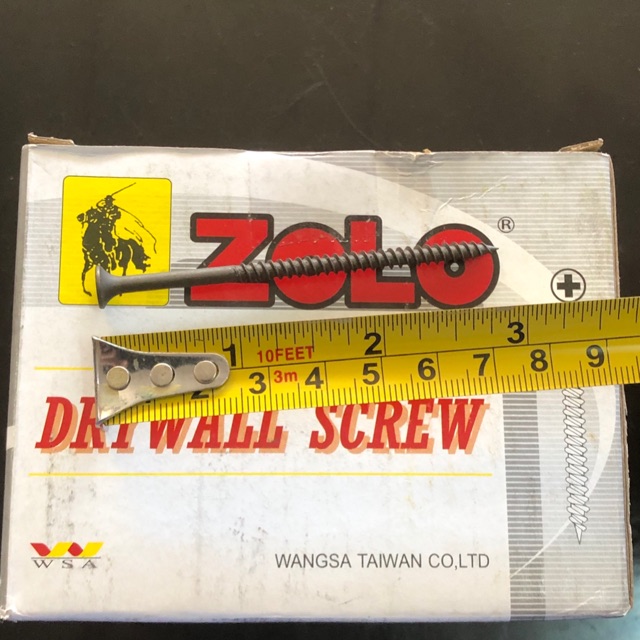 ZOLO®
1 2 3
10FEET
3m
2 3 4 5 6 7 8 9
DRYWALL SCREW
WSA
WANGSA TAIWAN CO,LTD